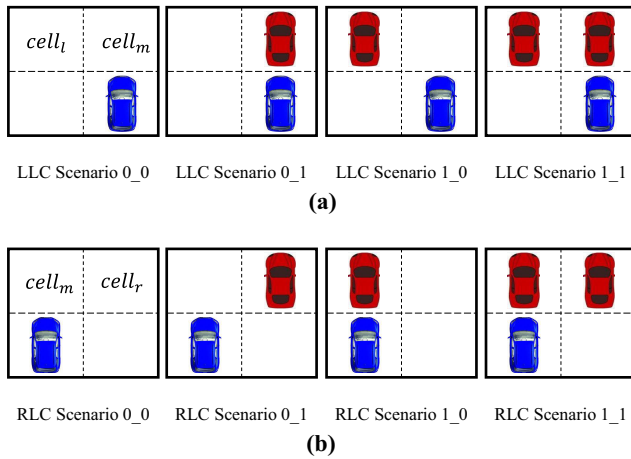 cell_l cell_m
LLC Scenario 0_0 LLC Scenario 0_1 LLC Scenario 1_0 LLC Scenario 1_1
(a)
cell_m cell_r
RLC Scenario 0_0 RLC Scenario 0_1 RLC Scenario 1_0 RLC Scenario 1_1
(b)